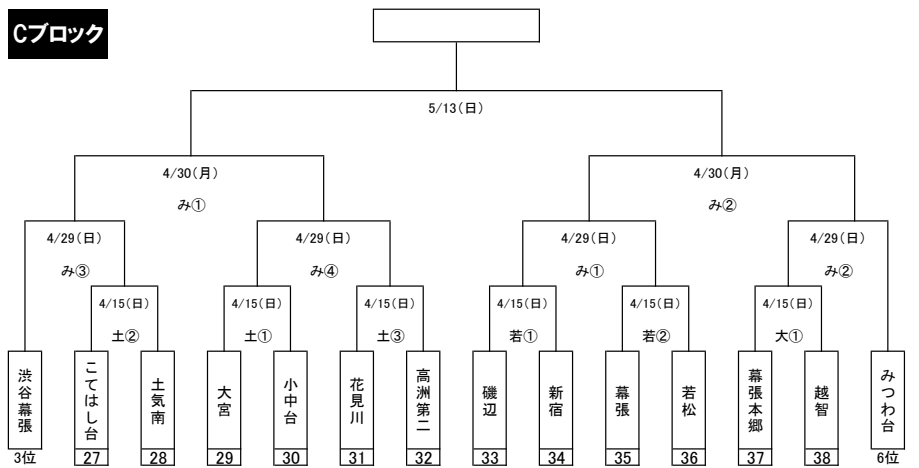 Cブロック
5/13(日)
4/30(月)
4/30(月)
み①
み②
4/29(日)
4/29(日)
4/29(日)
4/29(日)
み③
み④
み①
み②
4/15(日)
4/15(日)
4/15(日)
4/15(日)
4/15(日)
4/15(日)
土②
土①
土③
若①
若②
大①
渋谷幕張
こてはし台
土気南
大宮
小中台
花見川
高洲第二
磯辺
新宿
幕張
若松
幕張本郷
越智
みつわ台
3位
27
28
29
30
31
32
33
34
35
36
37
38
6位